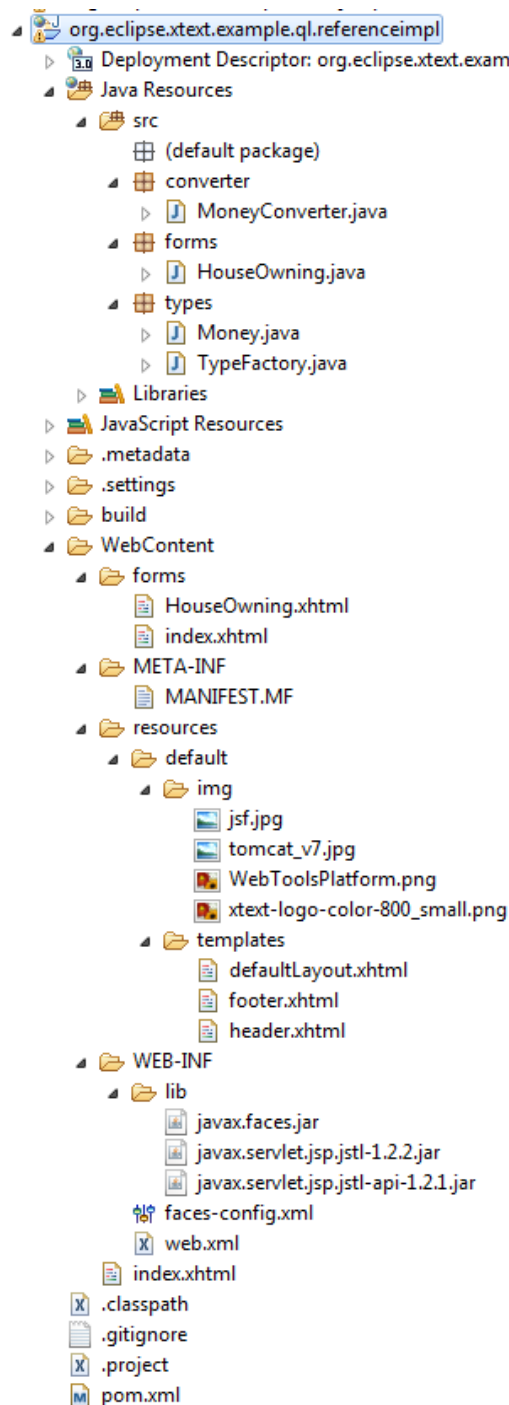 org.eclipse.xtext.example.ql.referenceimpl
3.0 Deployment Descriptor: org.eclipse.xtext.exam
Java Resources
src
(default package)
converter
J MoneyConverter.java
forms
J HouseOwning.java
types
J Money.java
J TypeFactory.java
Libraries
JavaScript Resources
.metadata
.settings
build
WebContent
forms
HouseOwning.xhtml
index.xhtml
META-INF
MANIFEST.MF
resources
default
img
jsf.jpg
tomcat_v7.jpg
WebToolsPlatform.png
xtext-logo-color-800_small.png
templates
defaultLayout.xhtml
footer.xhtml
header.xhtml
WEB-INF
lib
javax.faces.jar
javax.servlet.jsp.jstl-1.2.2.jar
javax.servlet.jsp.jstl-api-1.2.1.jar
faces-config.xml
X web.xml
index.xhtml
X .classpath
.gitignore
X .project
M pom.xml